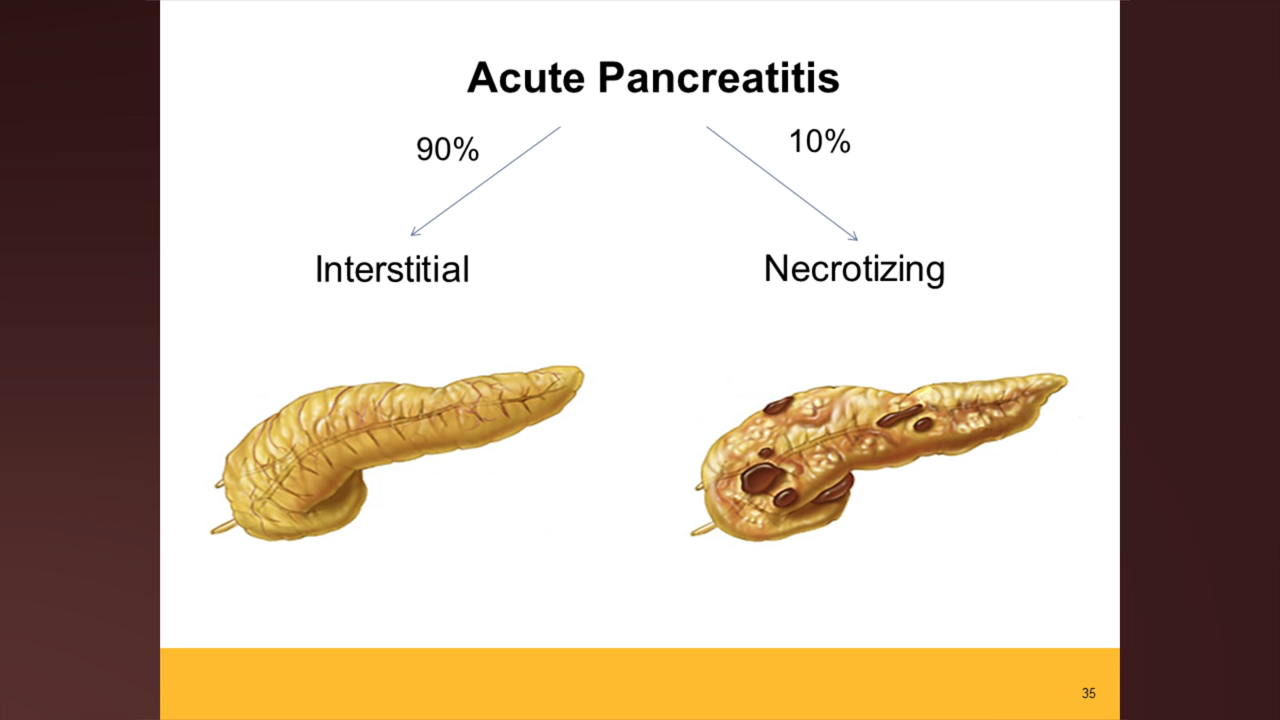 Acute Pancreatitis
90%
10%
Interstitial
Necrotizing
35